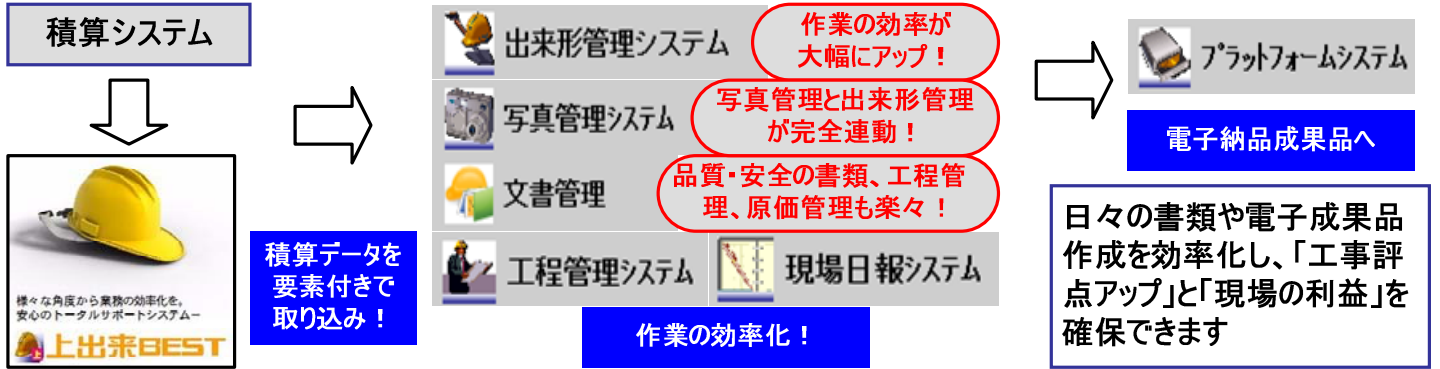 積算システム
様々な角度から業務の効率化を。
安心のトータルサポートシステムー
上出来BEST
積算データを
要素付きで
取り込み！
出来形管理システム
作業の効率が
大幅にアップ！
写真管理システム
写真管理と出来形管理
が完全連動！
文書管理
品質・安全の書類、工程管
理、原価管理も楽々！
工程管理システム
現場日報システム
作業の効率化！
プラットフォームシステム
電子納品成果品へ
日々の書類や電子成果品
作成を効率化し、「工事評
点アップ」と「現場の利益」を
確保できます